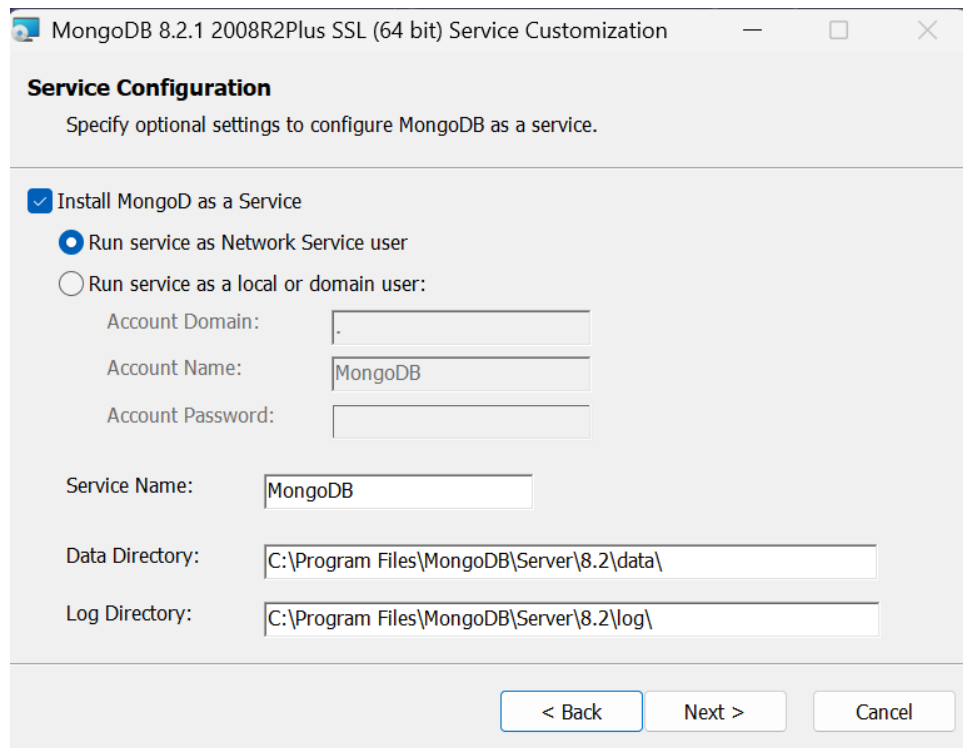 MongoDB 8.2.1 2008R2Plus SSL (64 bit) Service Customization
Service Configuration
Specify optional settings to configure MongoDB as a service.
Install MongoD as a Service
Run service as Network Service user
Run service as a local or domain user:
Account Domain: .
Account Name: MongoDB
Account Password:
Service Name: MongoDB
Data Directory: C:\Program Files\MongoDB\Server\8.2\data\
Log Directory: C:\Program Files\MongoDB\Server\8.2\log\
< Back Next > Cancel